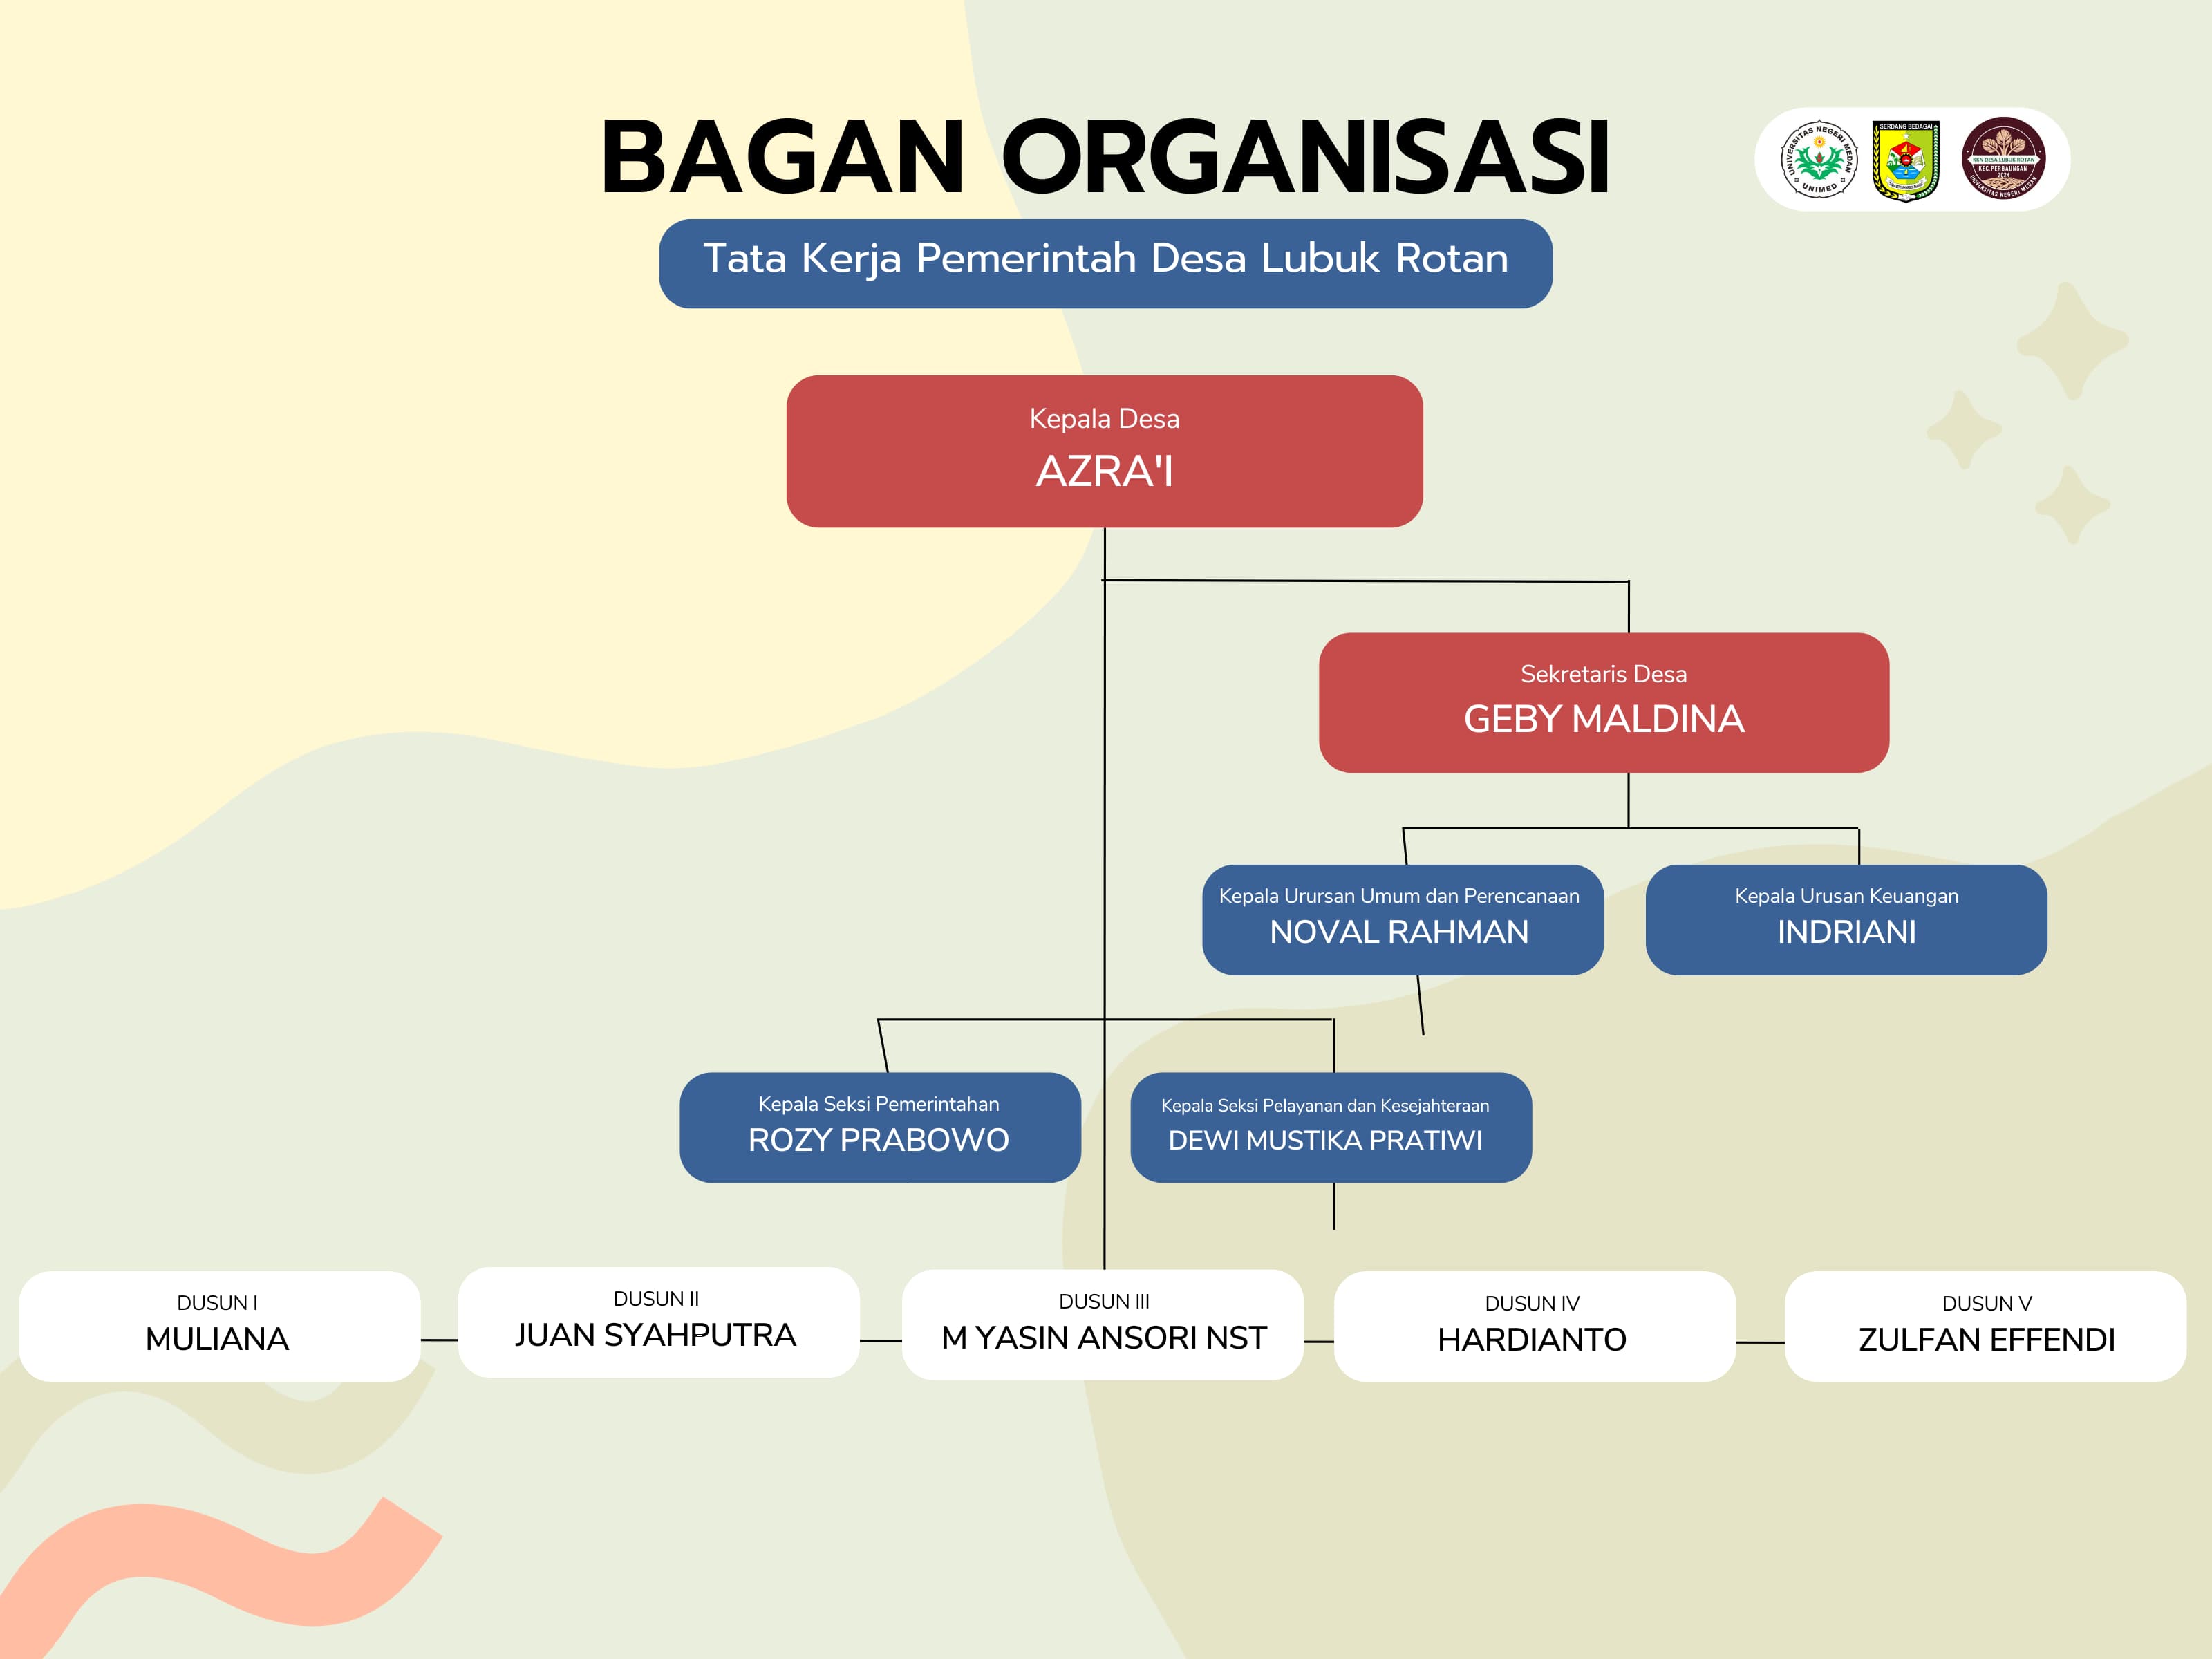 BAGAN ORGANISASI
UNIVERSITAS NEGERI MEDAN
UNIMED
SERDANG BEDAGAI
KKN DESA LUBUK ROTAN
KEC.PERBAUNGAN
2024
UNIVERSITAS NEGERI MEDAN
Tata Kerja Pemerintah Desa Lubuk Rotan
Kepala Desa
AZRA'I
Sekretaris Desa
GEBY MALDINA
Kepala Urursan Umum dan Perencanaan
NOVAL RAHMAN
Kepala Urusan Keuangan
INDRIANI
Kepala Seksi Pemerintahan
ROZY PRABOWO
Kepala Seksi Pelayanan dan Kesejahteraan
DEWI MUSTIKA PRATIWI
DUSUN I
MULIANA
DUSUN II
JUAN SYAHPUTRA
DUSUN III
M YASIN ANSORI NST
DUSUN IV
HARDIANTO
DUSUN V
ZULFAN EFFENDI